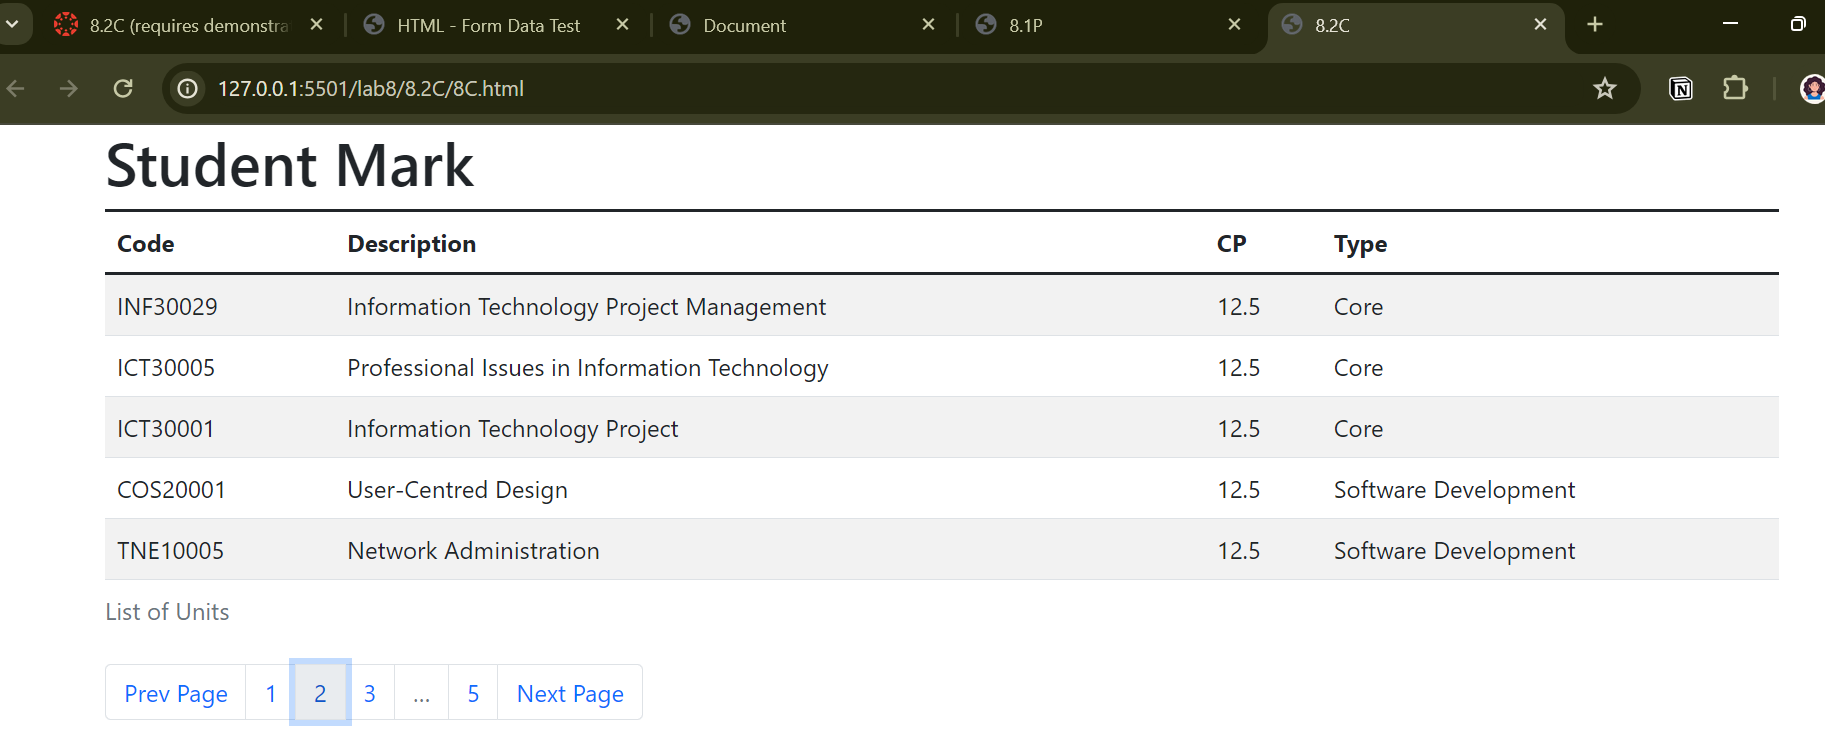 8.2C (requires demonstra
HTML - Form Data Test
Document
8.1P
8.2C
127.0.0.1:5501/lab8/8.2C/8C.html
Student Mark
Code Description CP Type
INF30029 Information Technology Project Management 12.5 Core
ICT30005 Professional Issues in Information Technology 12.5 Core
ICT30001 Information Technology Project 12.5 Core
COS20001 User-Centred Design 12.5 Software Development
TNE10005 Network Administration 12.5 Software Development
List of Units
Prev Page 1 2 3 ... 5 Next Page